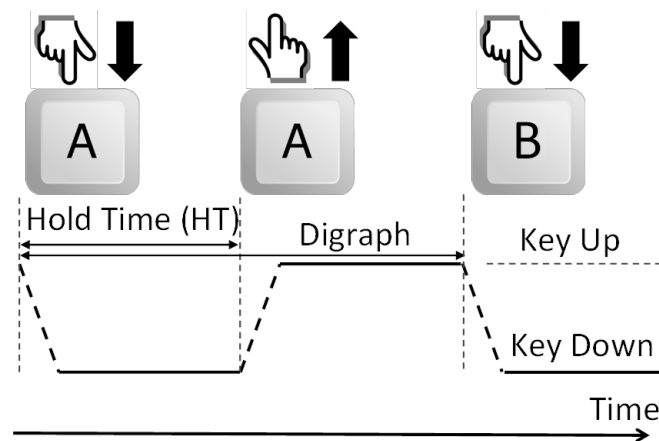 A A B
Hold Time (HT)
Digraph
Key Up
Key Down
Time